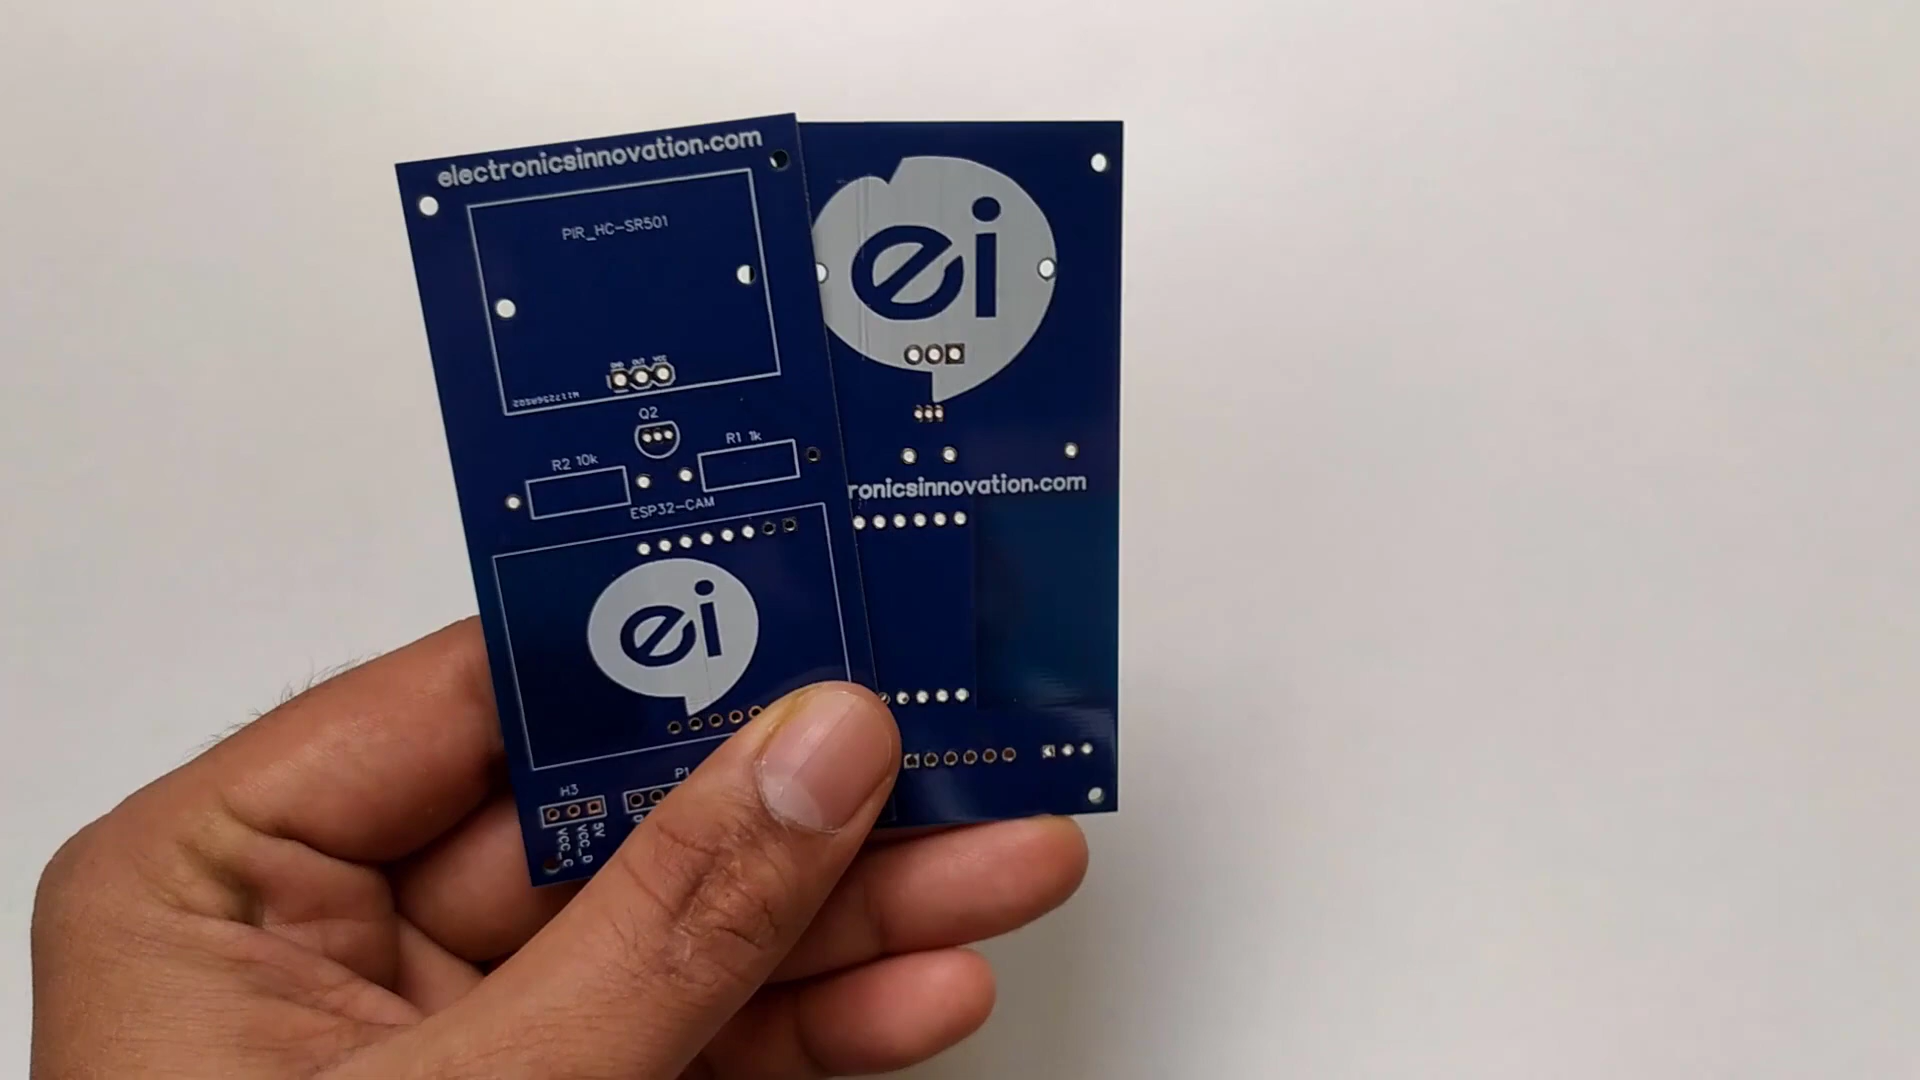 electronicsinnovation.com
PIR_HC-SR501
GND OUT VCC
Q2
R1 1k
R2 10k
ESP32-CAM
ei
H3
P1
5V
VCC_D
VCC_C
ei
ronicsinnovation.com